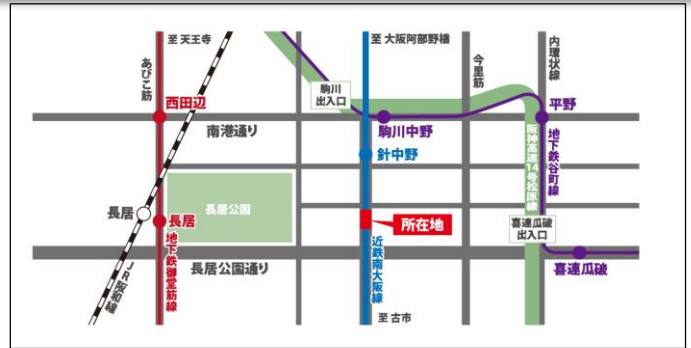 至 天王寺
至 大阪阿部野橋
あびこ筋
今里筋
内環状線
駒川
出入口
西田辺
平野
南港通り
駒川中野
針中野
阪神高速14号松原線
地下鉄谷町線
長居公園
長居
長居
所在地
喜連瓜破
出入口
地下鉄御堂筋線
近鉄南大阪線
長居公園通り
喜連瓜破
JR阪和線
至 古市